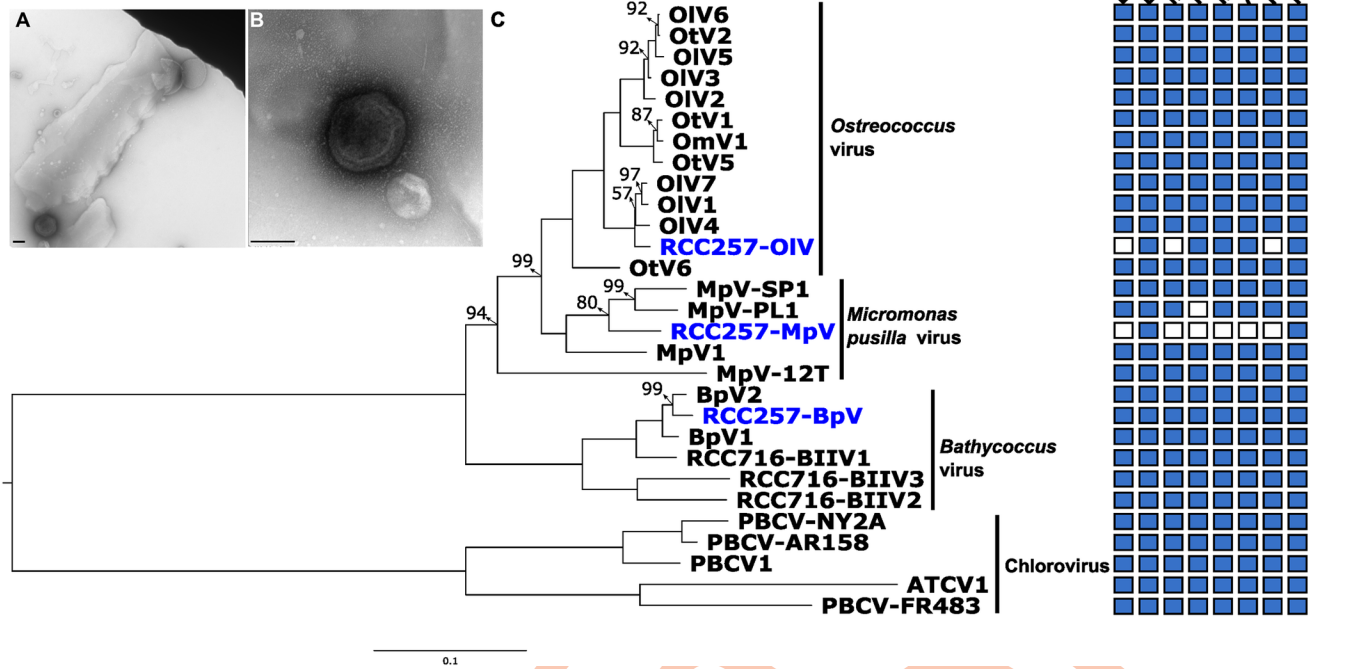 A
B
C
92
OlV6
OtV2
OlV5
92
OlV3
OlV2
OtV1
87
OmV1
OtV5
97
OlV7
57
OlV1
OlV4
RCC257-OlV
OtV6
99
Ostreococcus
virus
99
MpV-SP1
80
MpV-PL1
RCC257-MpV
MpV1
94
MpV-12T
Micromonas
pusilla virus
99
BpV2
RCC257-BpV
BpV1
RCC716-BIIV1
RCC716-BIIV3
RCC716-BIIV2
Bathycoccus
virus
PBCV-NY2A
PBCV-AR158
PBCV1
ATCV1
PBCV-FR483
Chlorovirus
0.1